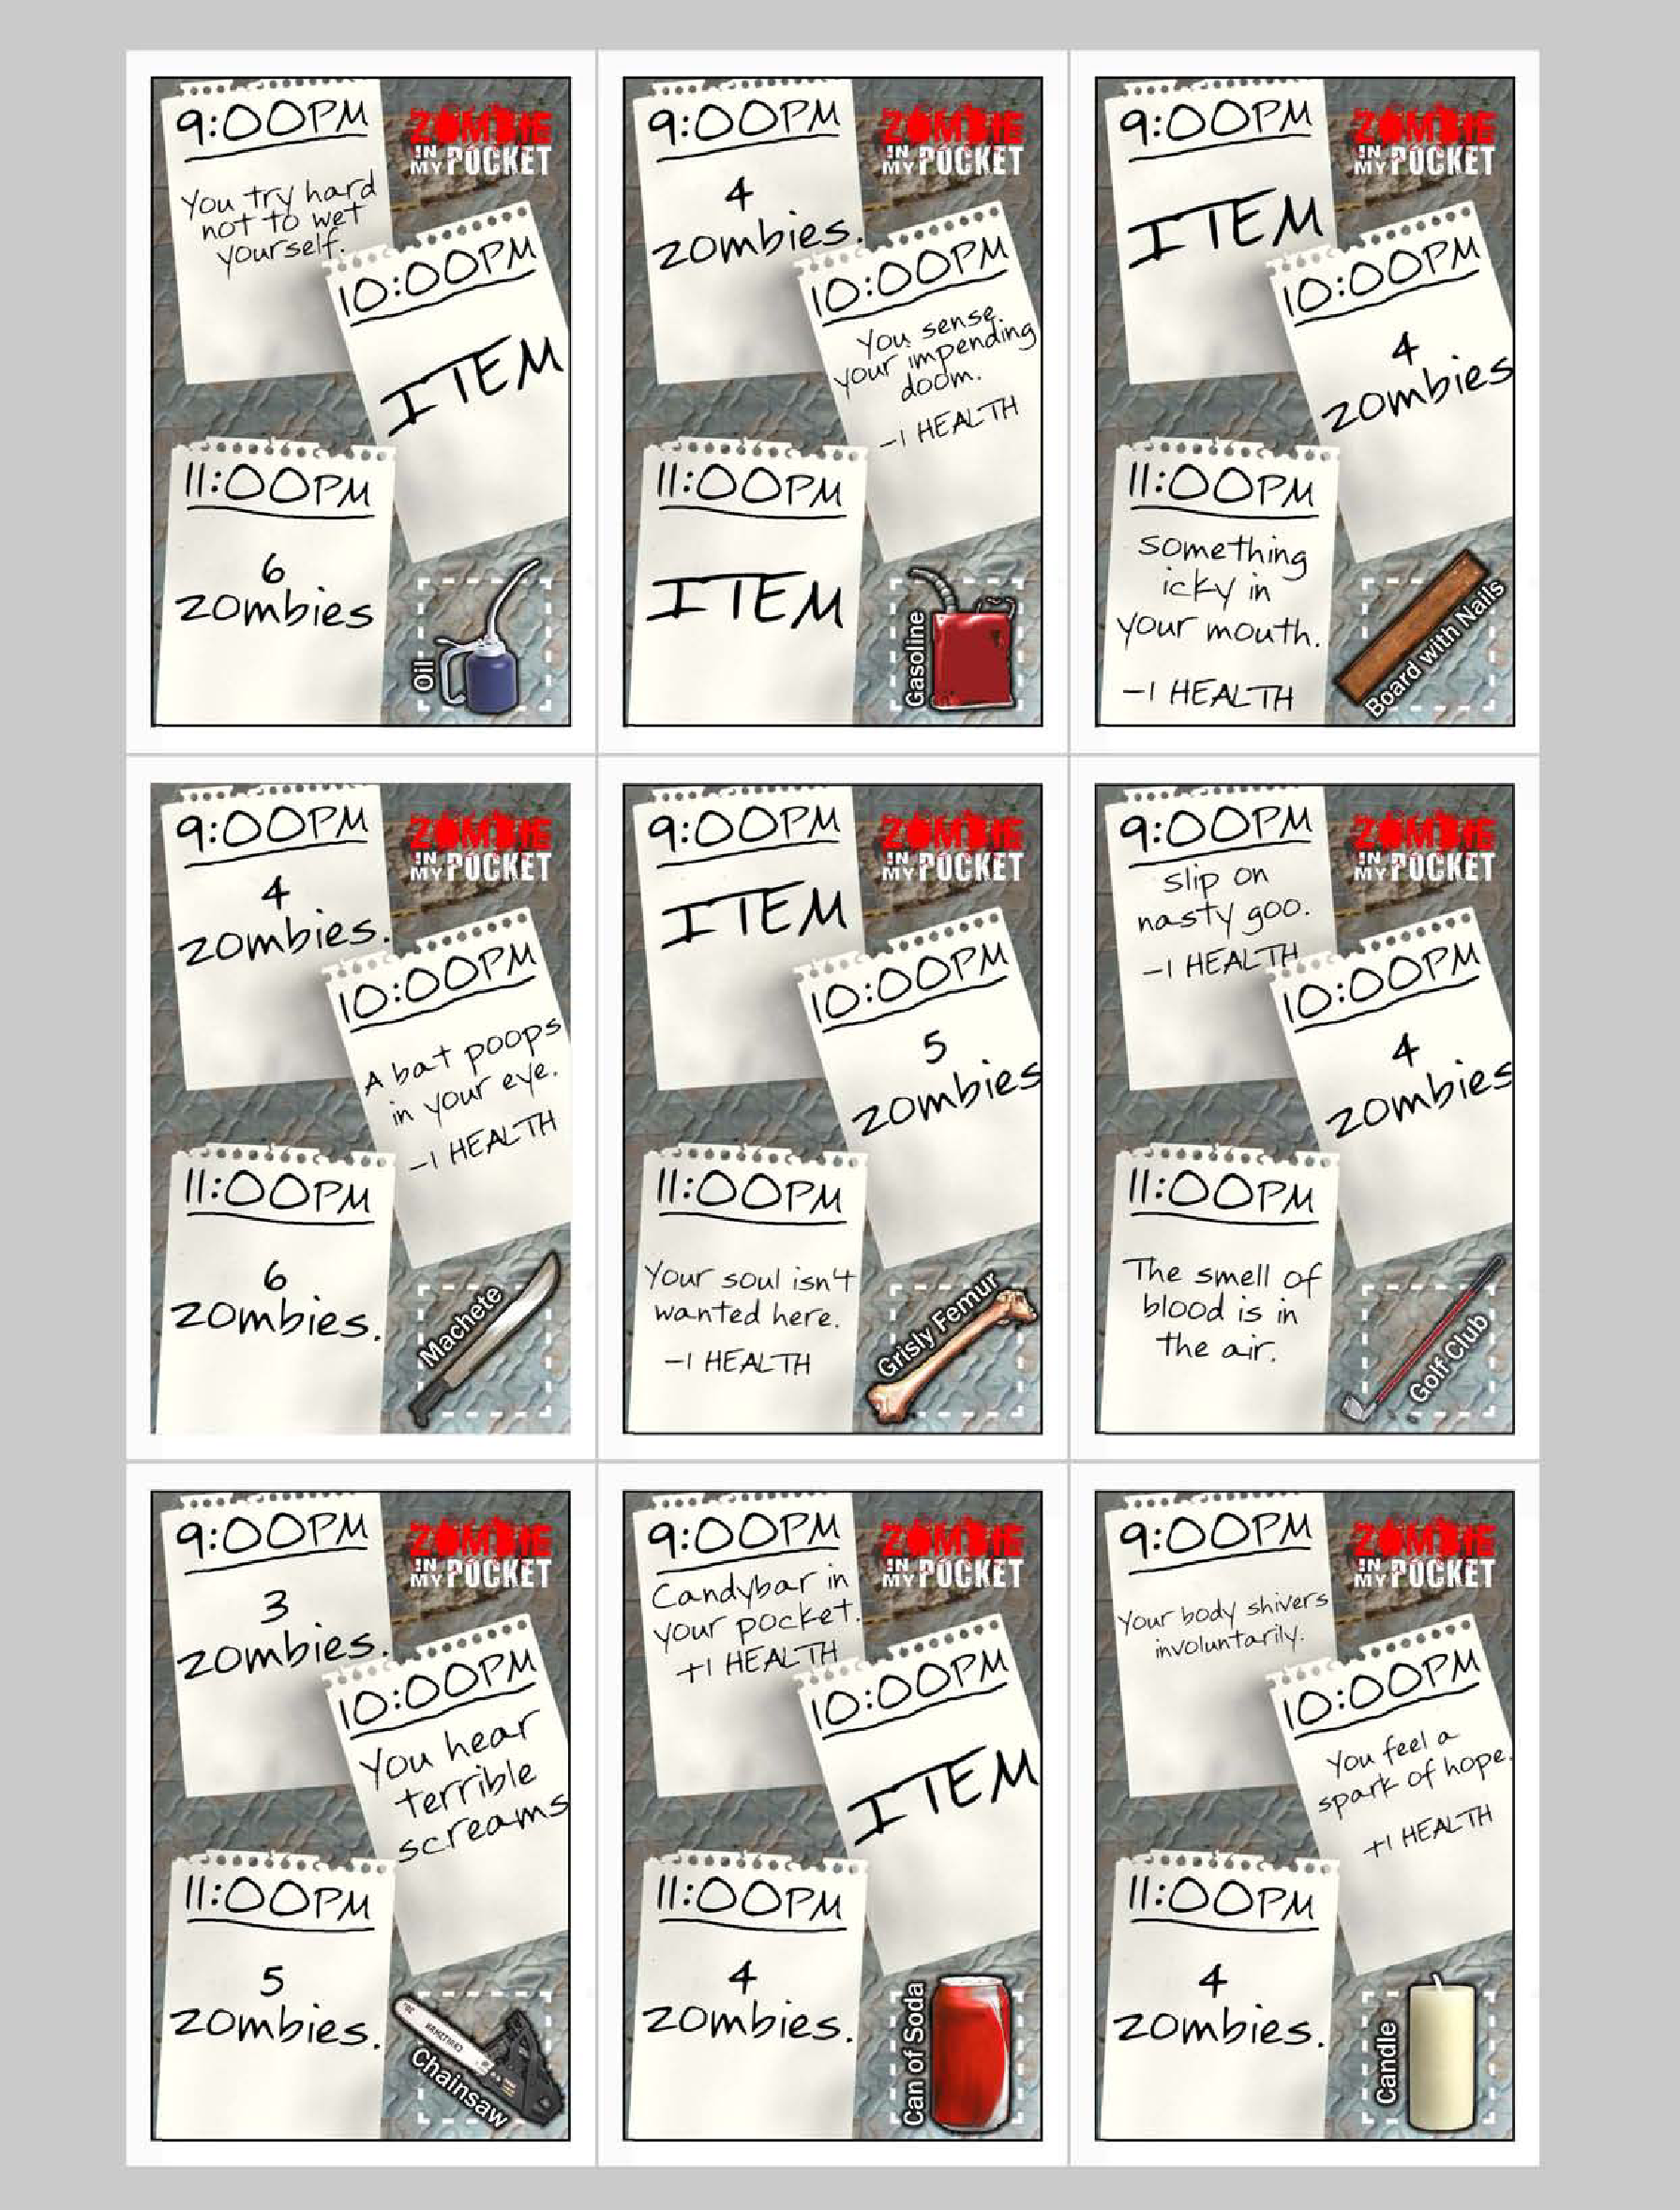 9:00PM
You try hard
not to wet
yourself.
ZOMBIE
IN MY POCKET
10:00PM
ITEM
11:00PM
6
zombies
Oil
9:00PM
4
zombies.
ZOMBIE
IN MY POCKET
10:00PM
You sense
your impending
doom.
-1 HEALTH
11:00PM
ITEM
Gasoline
9:00PM
ITEM
ZOMBIE
IN MY POCKET
10:00PM
4
zombies
11:00PM
Something
icky in
your mouth.
-1 HEALTH
Board with Nails
9:00PM
4
zombies.
ZOMBIE
IN MY POCKET
10:00PM
A bat poops
in your eye.
-1 HEALTH
11:00PM
6
zombies.
Machete
9:00PM
ITEM
ZOMBIE
IN MY POCKET
10:00PM
5
zombies
11:00PM
Your soul isn't
wanted here.
-1 HEALTH
Grisly Femur
9:00PM
Slip on
nasty goo.
-1 HEALTH
ZOMBIE
IN MY POCKET
10:00PM
4
zombies
11:00PM
The smell of
blood is in
the air.
Golf Club
9:00PM
3
zombies.
ZOMBIE
IN MY POCKET
10:00PM
You hear
terrible
screams
11:00PM
5
zombies.
Chainsaw
9:00PM
Candybar in
your pocket.
+1 HEALTH
ZOMBIE
IN MY POCKET
10:00PM
ITEM
11:00PM
4
zombies.
Can of Soda
9:00PM
Your body shivers
involuntarily.
ZOMBIE
IN MY POCKET
10:00PM
You feel a
spark of hope.
+1 HEALTH
11:00PM
4
zombies.
Candle